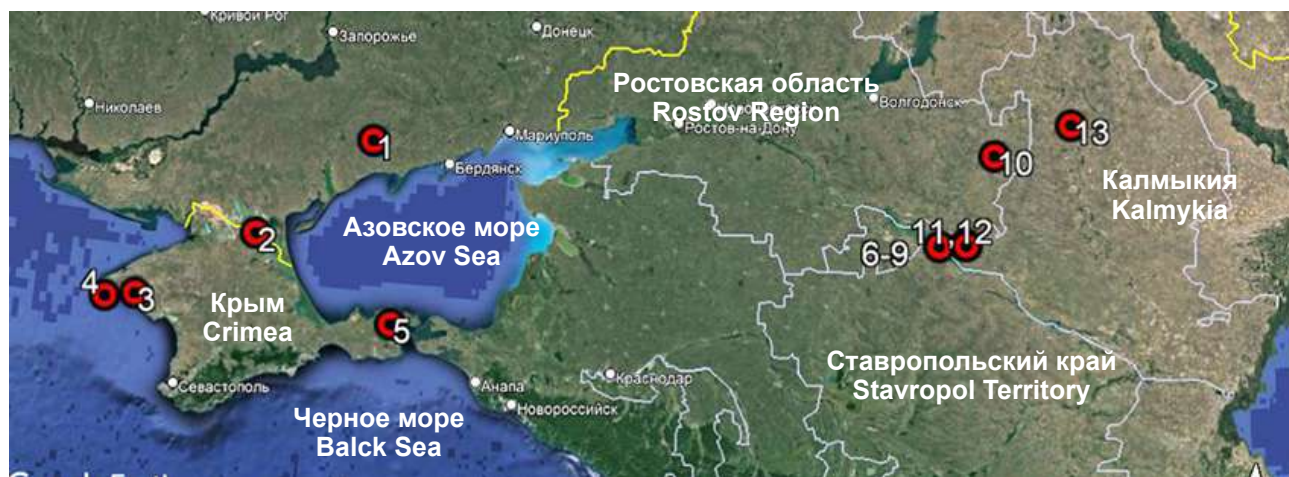 Кривой Рог
Запорожье
Донецк
Ростовская область
Rostov Region
Николаев
Мариуполь
Ростов-на-Дону
Волгодонск
1
Бердянск
13
10
Калмыкия
Kalmykia
2
Азовское море
Azov Sea
11, 12
6-9
4
3
Крым
Crimea
5
Ставропольский край
Stavropol Territory
Севастополь
Анапа
Краснодар
Новороссийск
Черное море
Balck Sea